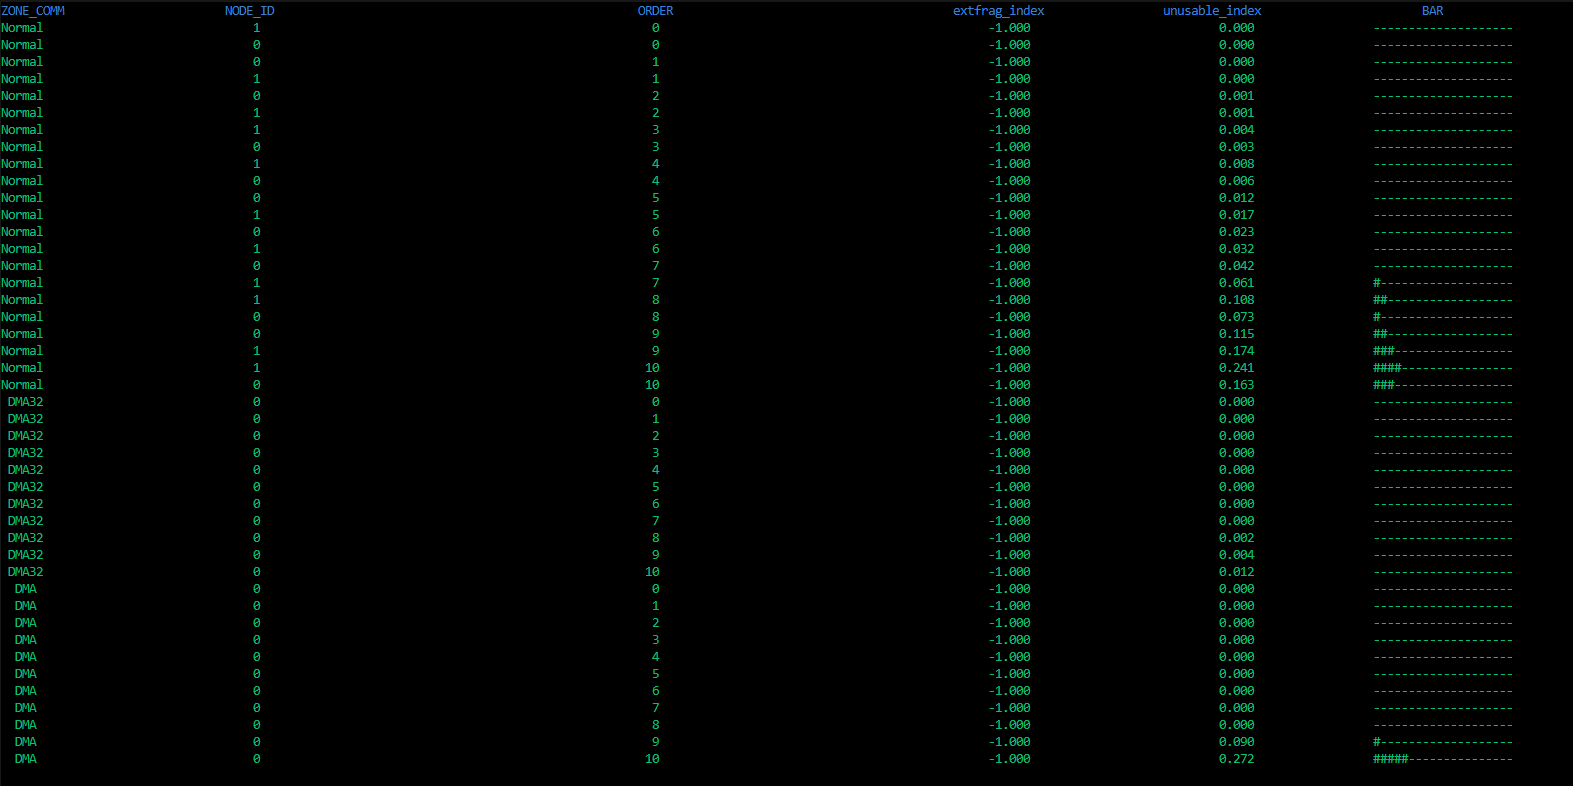 ZONE_COMM NODE_ID ORDER extfrag_index unusable_index BAR
Normal 1 0 -1.000 0.000 --------------------
Normal 0 0 -1.000 0.000 --------------------
Normal 0 1 -1.000 0.000 --------------------
Normal 1 1 -1.000 0.000 --------------------
Normal 0 2 -1.000 0.001 --------------------
Normal 1 2 -1.000 0.001 --------------------
Normal 1 3 -1.000 0.004 --------------------
Normal 0 3 -1.000 0.003 --------------------
Normal 1 4 -1.000 0.008 --------------------
Normal 0 4 -1.000 0.006 --------------------
Normal 0 5 -1.000 0.012 --------------------
Normal 1 5 -1.000 0.017 --------------------
Normal 0 6 -1.000 0.023 --------------------
Normal 1 6 -1.000 0.032 --------------------
Normal 0 7 -1.000 0.042 --------------------
Normal 1 7 -1.000 0.061 #-------------------
Normal 1 8 -1.000 0.108 ##------------------
Normal 0 8 -1.000 0.073 #-------------------
Normal 0 9 -1.000 0.115 ##------------------
Normal 1 9 -1.000 0.174 ###-----------------
Normal 1 10 -1.000 0.241 ####----------------
Normal 0 10 -1.000 0.163 ###-----------------
DMA32 0 0 -1.000 0.000 --------------------
DMA32 0 1 -1.000 0.000 --------------------
DMA32 0 2 -1.000 0.000 --------------------
DMA32 0 3 -1.000 0.000 --------------------
DMA32 0 4 -1.000 0.000 --------------------
DMA32 0 5 -1.000 0.000 --------------------
DMA32 0 6 -1.000 0.000 --------------------
DMA32 0 7 -1.000 0.000 --------------------
DMA32 0 8 -1.000 0.002 --------------------
DMA32 0 9 -1.000 0.004 --------------------
DMA32 0 10 -1.000 0.012 --------------------
DMA 0 0 -1.000 0.000 --------------------
DMA 0 1 -1.000 0.000 --------------------
DMA 0 2 -1.000 0.000 --------------------
DMA 0 3 -1.000 0.000 --------------------
DMA 0 4 -1.000 0.000 --------------------
DMA 0 5 -1.000 0.000 --------------------
DMA 0 6 -1.000 0.000 --------------------
DMA 0 7 -1.000 0.000 --------------------
DMA 0 8 -1.000 0.000 --------------------
DMA 0 9 -1.000 0.090 #-------------------
DMA 0 10 -1.000 0.272 #####---------------